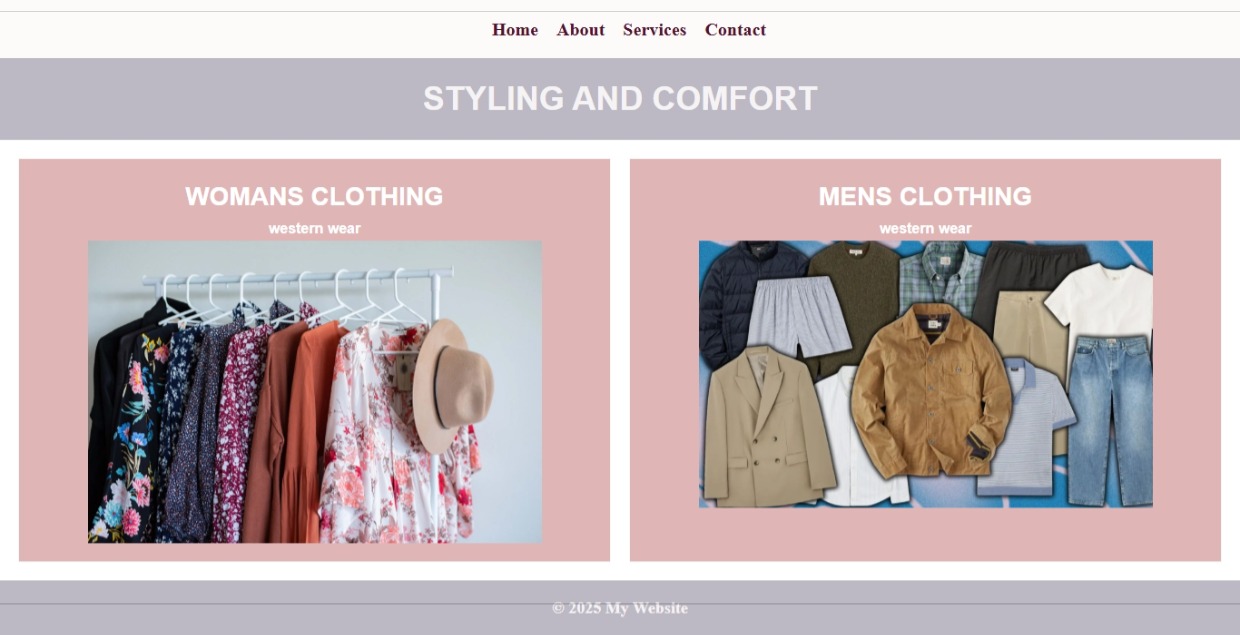 Home About Services Contact
STYLING AND COMFORT
WOMANS CLOTHING
western wear
MENS CLOTHING
western wear
© 2025 My Website